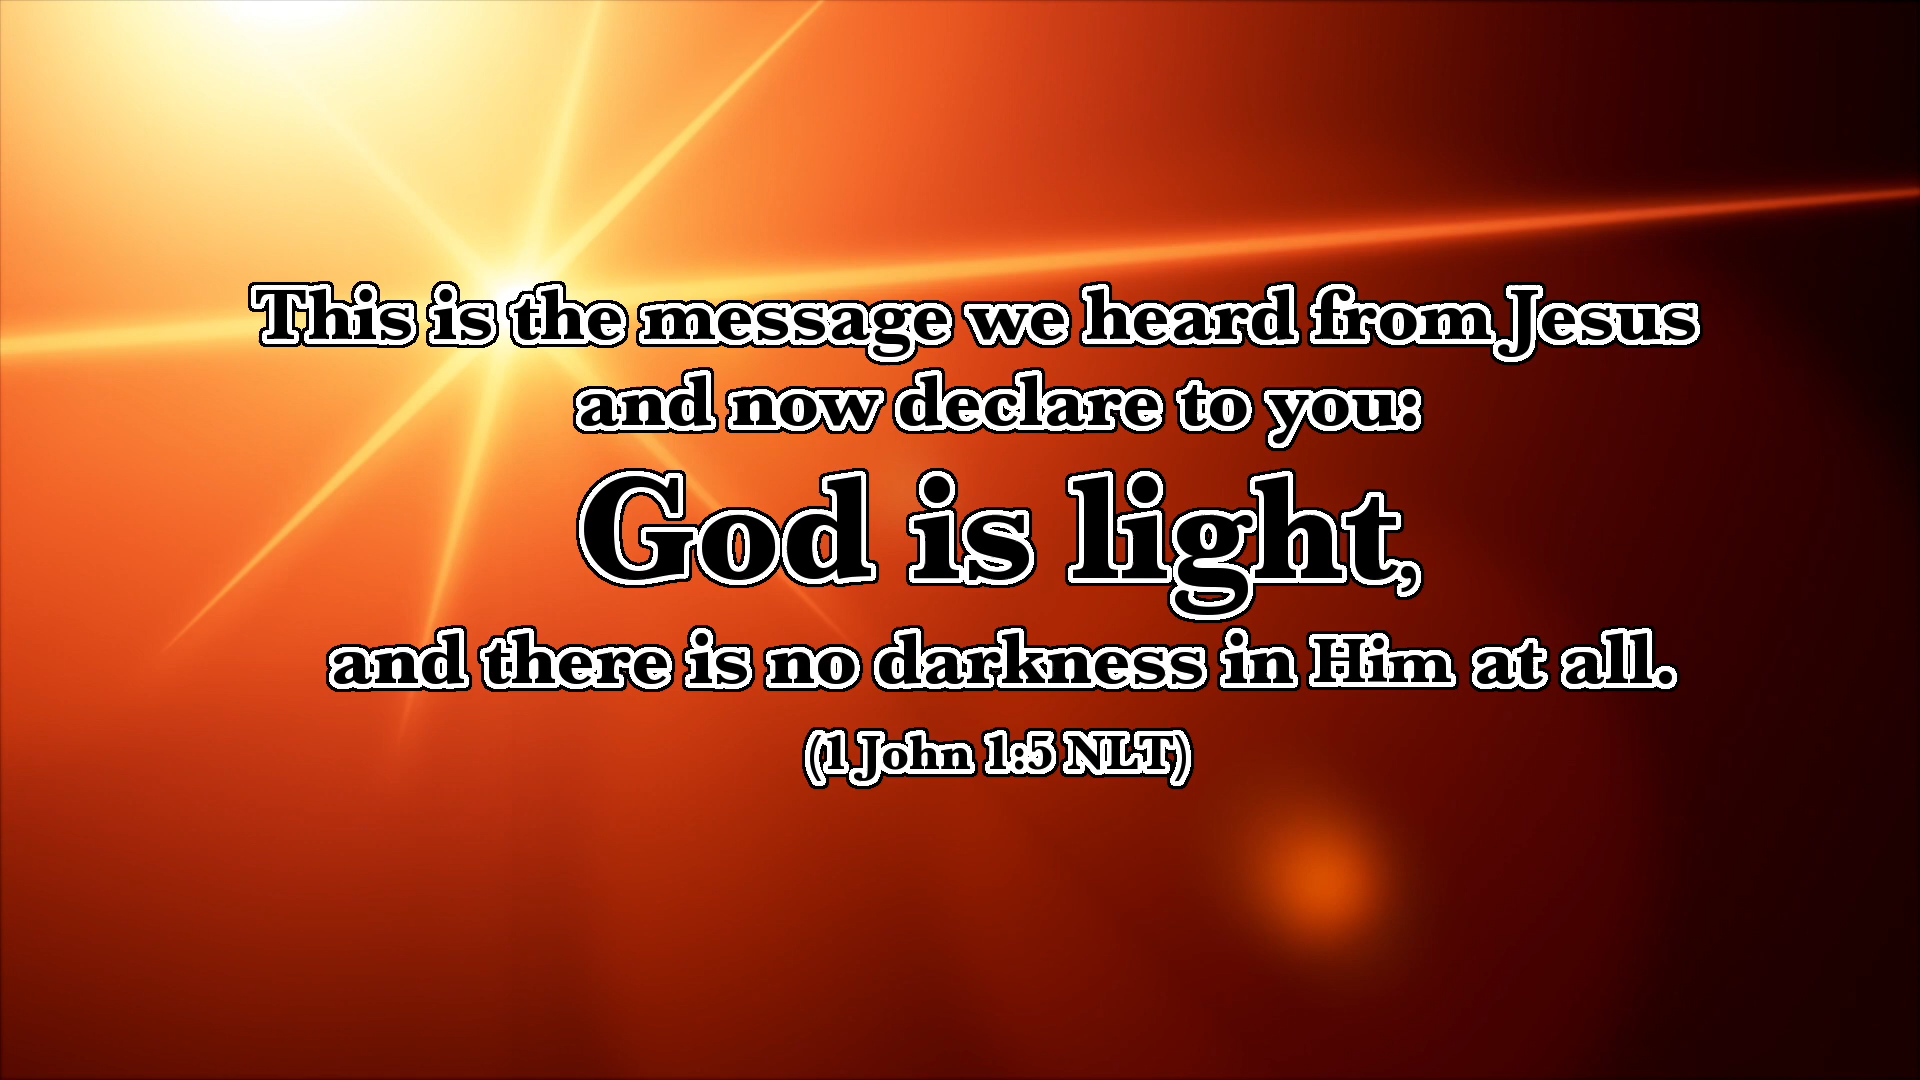 This is the message we heard from Jesus
and now declare to you:
God is light,
and there is no darkness in Him at all.
(1 John 1:5 NLT)